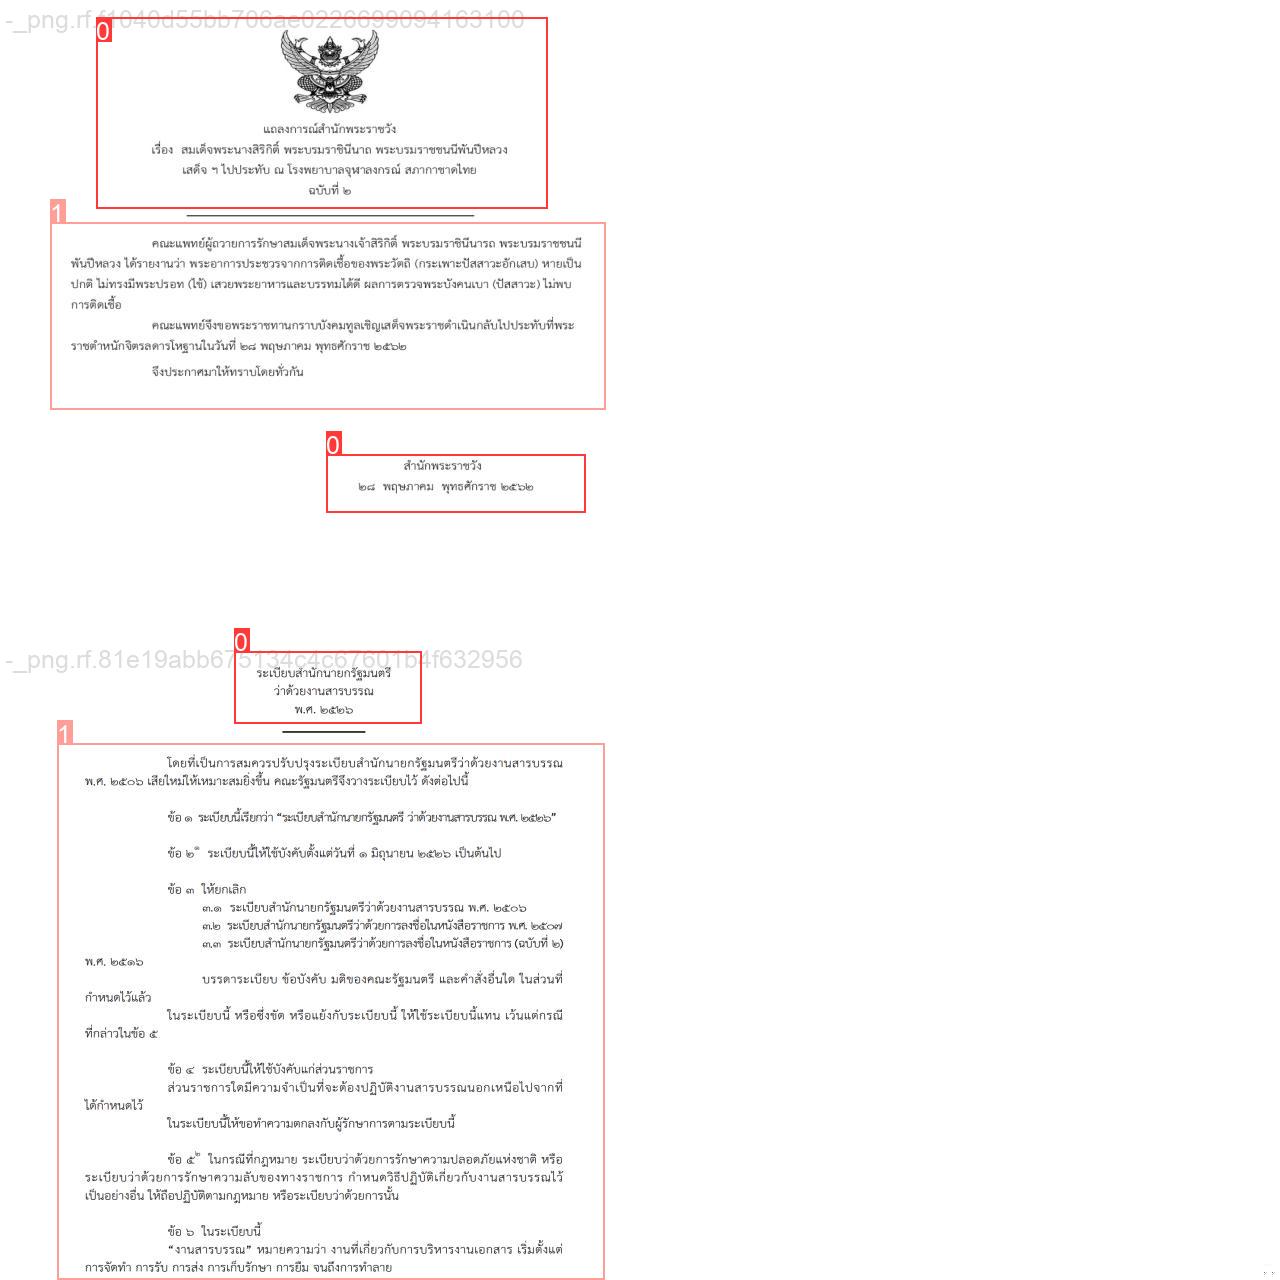 -_png.rf.f1040d55bb706ae0226699094163100
0
แถลงการณ์สำนักพระราชวัง
เรื่อง สมเด็จพระนางสิริกิติ์ พระบรมราชินีนาถ พระบรมราชชนนีพันปีหลวง
เสด็จ ฯ ไปประทับ ณ โรงพยาบาลจุฬาลงกรณ์ สภากาชาดไทย
ฉบับที่ ๒
1
คณะแพทย์ผู้ถวายการรักษาสมเด็จพระนางเจ้าสิริกิติ์ พระบรมราชินีนารถ พระบรมราชชนนี
พันปีหลวง ได้รายงานว่า พระอาการประชวรจากการติดเชื้อของพระวัตถิ (กระเพาะปัสสาวะอักเสบ) หายเป็น
ปกติ ไม่ทรงมีพระปรอท (ไข้) เสวยพระยาหารและบรรทมได้ดี ผลการตรวจพระบังคนเบา (ปัสสาวะ) ไม่พบ
การติดเชื้อ
คณะแพทย์จึงขอพระราชทานกราบบังคมทูลเชิญเสด็จพระราชดำเนินกลับไปประทับที่พระ
ราชตำหนักจิตรลดารโหฐานในวันที่ ๒๘ พฤษภาคม พุทธศักราช ๒๕๖๒
จึงประกาศมาให้ทราบโดยทั่วกัน
0
สำนักพระราชวัง
๒๘ พฤษภาคม พุทธศักราช ๒๕๖๒
0
-_png.rf.81e19abb675134c4c67601b4f632956
ระเบียบสำนักนายกรัฐมนตรี
ว่าด้วยงานสารบรรณ
พ.ศ. ๒๕๒๖
1
โดยที่เป็นการสมควรปรับปรุงระเบียบสำนักนายกรัฐมนตรีว่าด้วยงานสารบรรณ
พ.ศ. ๒๕๐๖ เสียใหม่ให้เหมาะสมยิ่งขึ้น คณะรัฐมนตรีจึงวางระเบียบไว้ ดังต่อไปนี้
ข้อ ๑ ระเบียบนี้เรียกว่า “ระเบียบสำนักนายกรัฐมนตรี ว่าด้วยงานสารบรรณ พ.ศ. ๒๕๒๖”
ข้อ ๒๑ ระเบียบนี้ให้ใช้บังคับตั้งแต่วันที่ ๑ มิถุนายน ๒๕๒๖ เป็นต้นไป
ข้อ ๓ ให้ยกเลิก
๓.๑ ระเบียบสำนักนายกรัฐมนตรีว่าด้วยงานสารบรรณ พ.ศ. ๒๕๐๖
๓.๒ ระเบียบสำนักนายกรัฐมนตรีว่าด้วยการลงชื่อในหนังสือราชการ พ.ศ. ๒๕๐๗
๓.๓ ระเบียบสำนักนายกรัฐมนตรีว่าด้วยการลงชื่อในหนังสือราชการ (ฉบับที่ ๒)
พ.ศ. ๒๕๑๖
บรรดาระเบียบ ข้อบังคับ มติของคณะรัฐมนตรี และคำสั่งอื่นใด ในส่วนที่
กำหนดไว้แล้ว
ในระเบียบนี้ หรือซึ่งขัด หรือแย้งกับระเบียบนี้ ให้ใช้ระเบียบนี้แทน เว้นแต่กรณี
ที่กล่าวในข้อ ๕
ข้อ ๔ ระเบียบนี้ให้ใช้บังคับแก่ส่วนราชการ
ส่วนราชการใดมีความจำเป็นที่จะต้องปฏิบัติงานสารบรรณนอกเหนือไปจากที่
ได้กำหนดไว้
ในระเบียบนี้ให้ขอทำความตกลงกับผู้รักษาการตามระเบียบนี้
ข้อ ๕๒ ในกรณีที่กฎหมาย ระเบียบว่าด้วยการรักษาความปลอดภัยแห่งชาติ หรือ
ระเบียบว่าด้วยการรักษาความลับของทางราชการ กำหนดวิธีปฏิบัติเกี่ยวกับงานสารบรรณไว้
เป็นอย่างอื่น ให้ถือปฏิบัติตามกฎหมาย หรือระเบียบว่าด้วยการนั้น
ข้อ ๖ ในระเบียบนี้
“งานสารบรรณ” หมายความว่า งานที่เกี่ยวกับการบริหารงานเอกสาร เริ่มตั้งแต่
การจัดทำ การรับ การส่ง การเก็บรักษา การยืม จนถึงการทำลาย